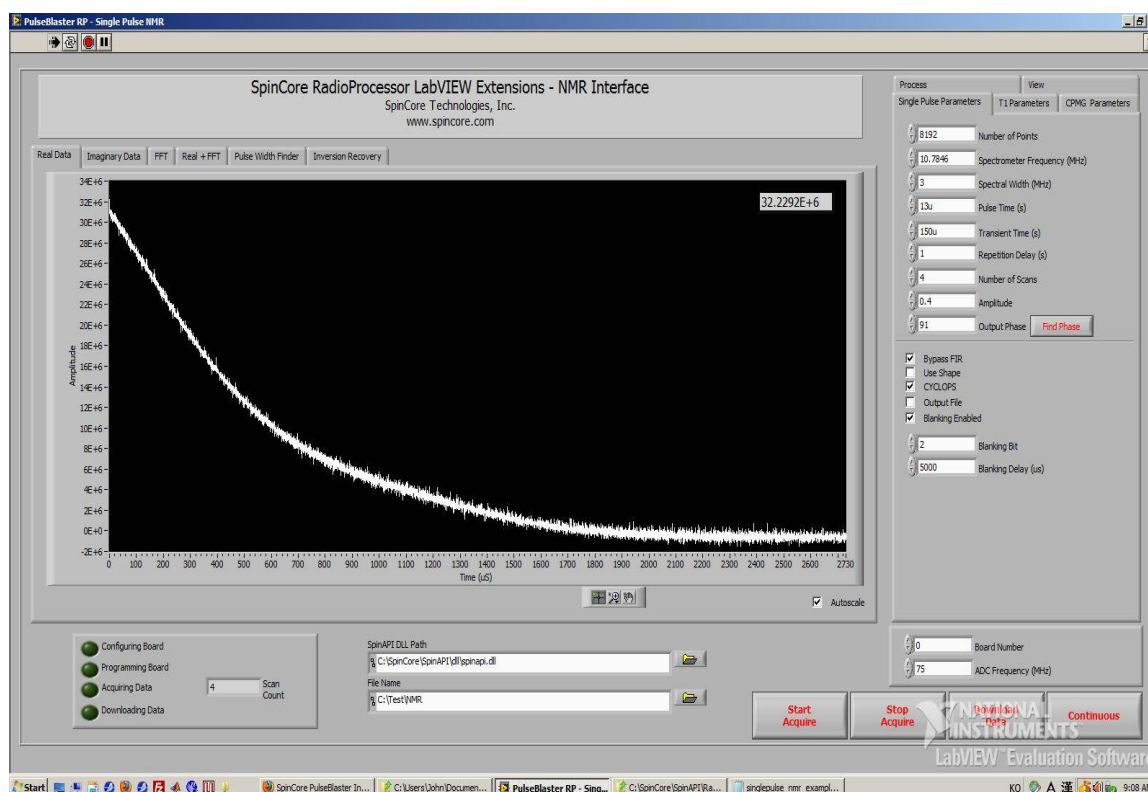 PulseBlaster RP - Single Pulse NMR
SpinCore RadioProcessor LabVIEW Extensions - NMR Interface
SpinCore Technologies, Inc.
www.spincore.com
Real Data
Imaginary Data
FFT
Real + FFT
Pulse Width Finder
Inversion Recovery
34E+6
32E+6
30E+6
28E+6
26E+6
24E+6
22E+6
20E+6
18E+6
16E+6
14E+6
12E+6
10E+6
8E+6
6E+6
4E+6
2E+6
0E+0
-2E+6
Amplitude
32.2292E+6
0 100 200 300 400 500 600 700 800 900 1000 1100 1200 1300 1400 1500 1600 1700 1800 1900 2000 2100 2200 2300 2400 2500 2600 2730
Time (uS)
Autoscale
Process
View
Single Pulse Parameters
T1 Parameters
CPMG Parameters
8192 Number of Points
10.7846 Spectrometer Frequency (MHz)
3 Spectral Width (MHz)
13u Pulse Time (s)
150u Transient Time (s)
1 Repetition Delay (s)
4 Number of Scans
0.4 Amplitude
91 Output Phase Find Phase
Bypass FIR
Use Shape
CYCLOPS
Output File
Blanking Enabled
2 Blanking Bit
5000 Blanking Delay (us)
Configuring Board
Programming Board
Acquiring Data
Downloading Data
4 Scan Count
SpinAPI DLL Path
C:\SpinCore\SpinAPI\dll\spinapi.dll
File Name
C:\Test\NMR
0 Board Number
75 ADC Frequency (MHz)
Start Acquire
Stop Acquire
Download Data
Continuous
NATIONAL INSTRUMENTS
LabVIEW™ Evaluation Software
Start
SpinCore PulseBlaster In...
C:\Users\John\Documen...
PulseBlaster RP - Sing...
C:\SpinCore\SpinAPI\Ra...
singlepulse_nmr_exampl...
KO
A 漢
9:08 A